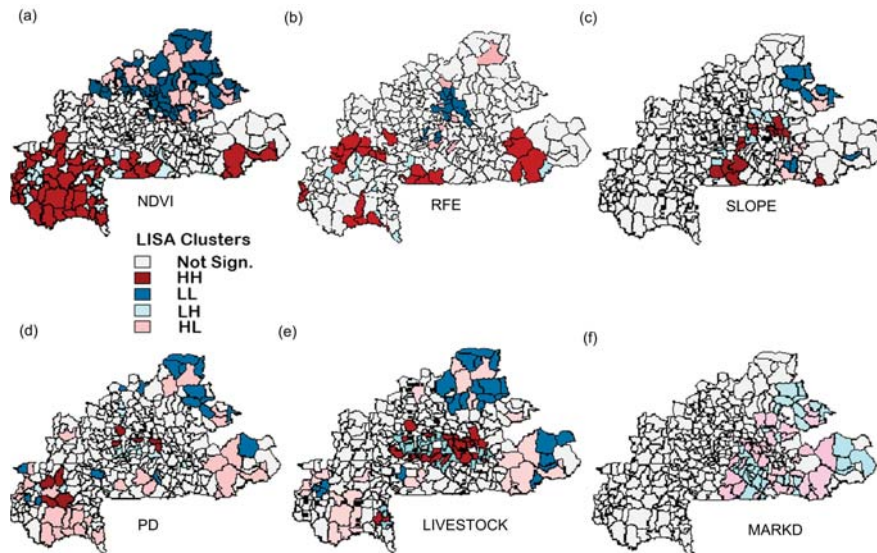 (a)
(b)
(c)
NDVI
RFE
SLOPE
LISA Clusters
Not Sign.
HH
LL
LH
HL
(d)
(e)
(f)
PD
LIVESTOCK
MARKD